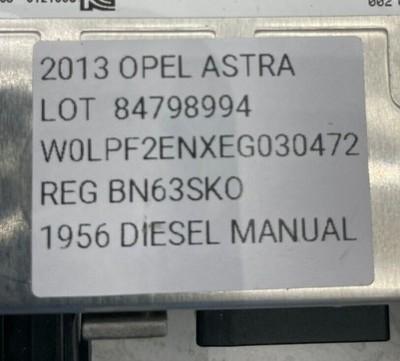 2013 OPEL ASTRA
LOT 84798994
W0LPF2ENXEG030472
REG BN63SKO
1956 DIESEL MANUAL